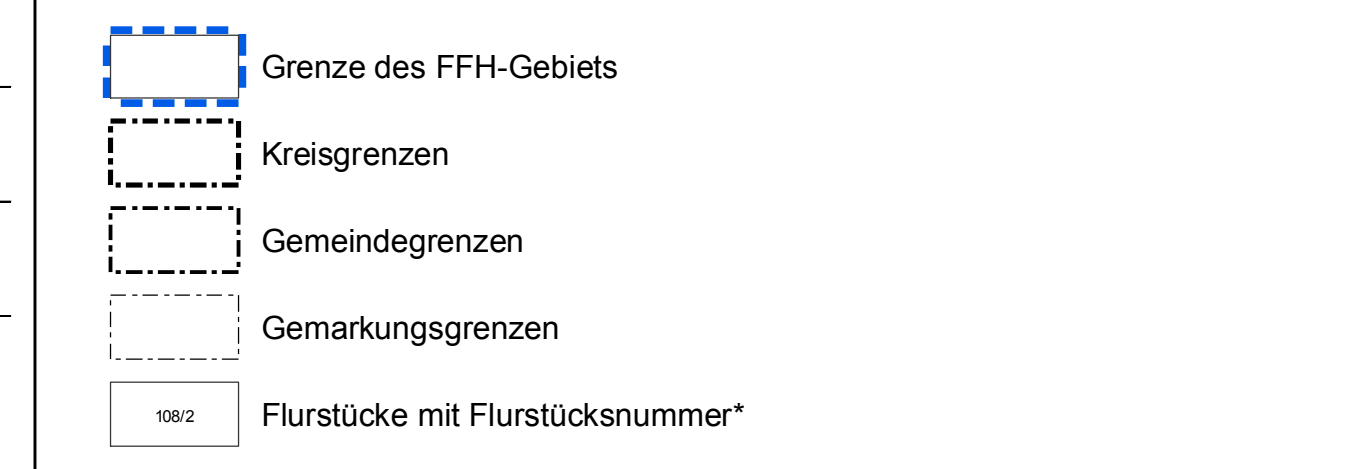 Grenze des FFH-Gebiets
Kreisgrenzen
Gemeindegrenzen
Gemarkungsgrenzen
108/2 Flurstücke mit Flurstücksnummer*